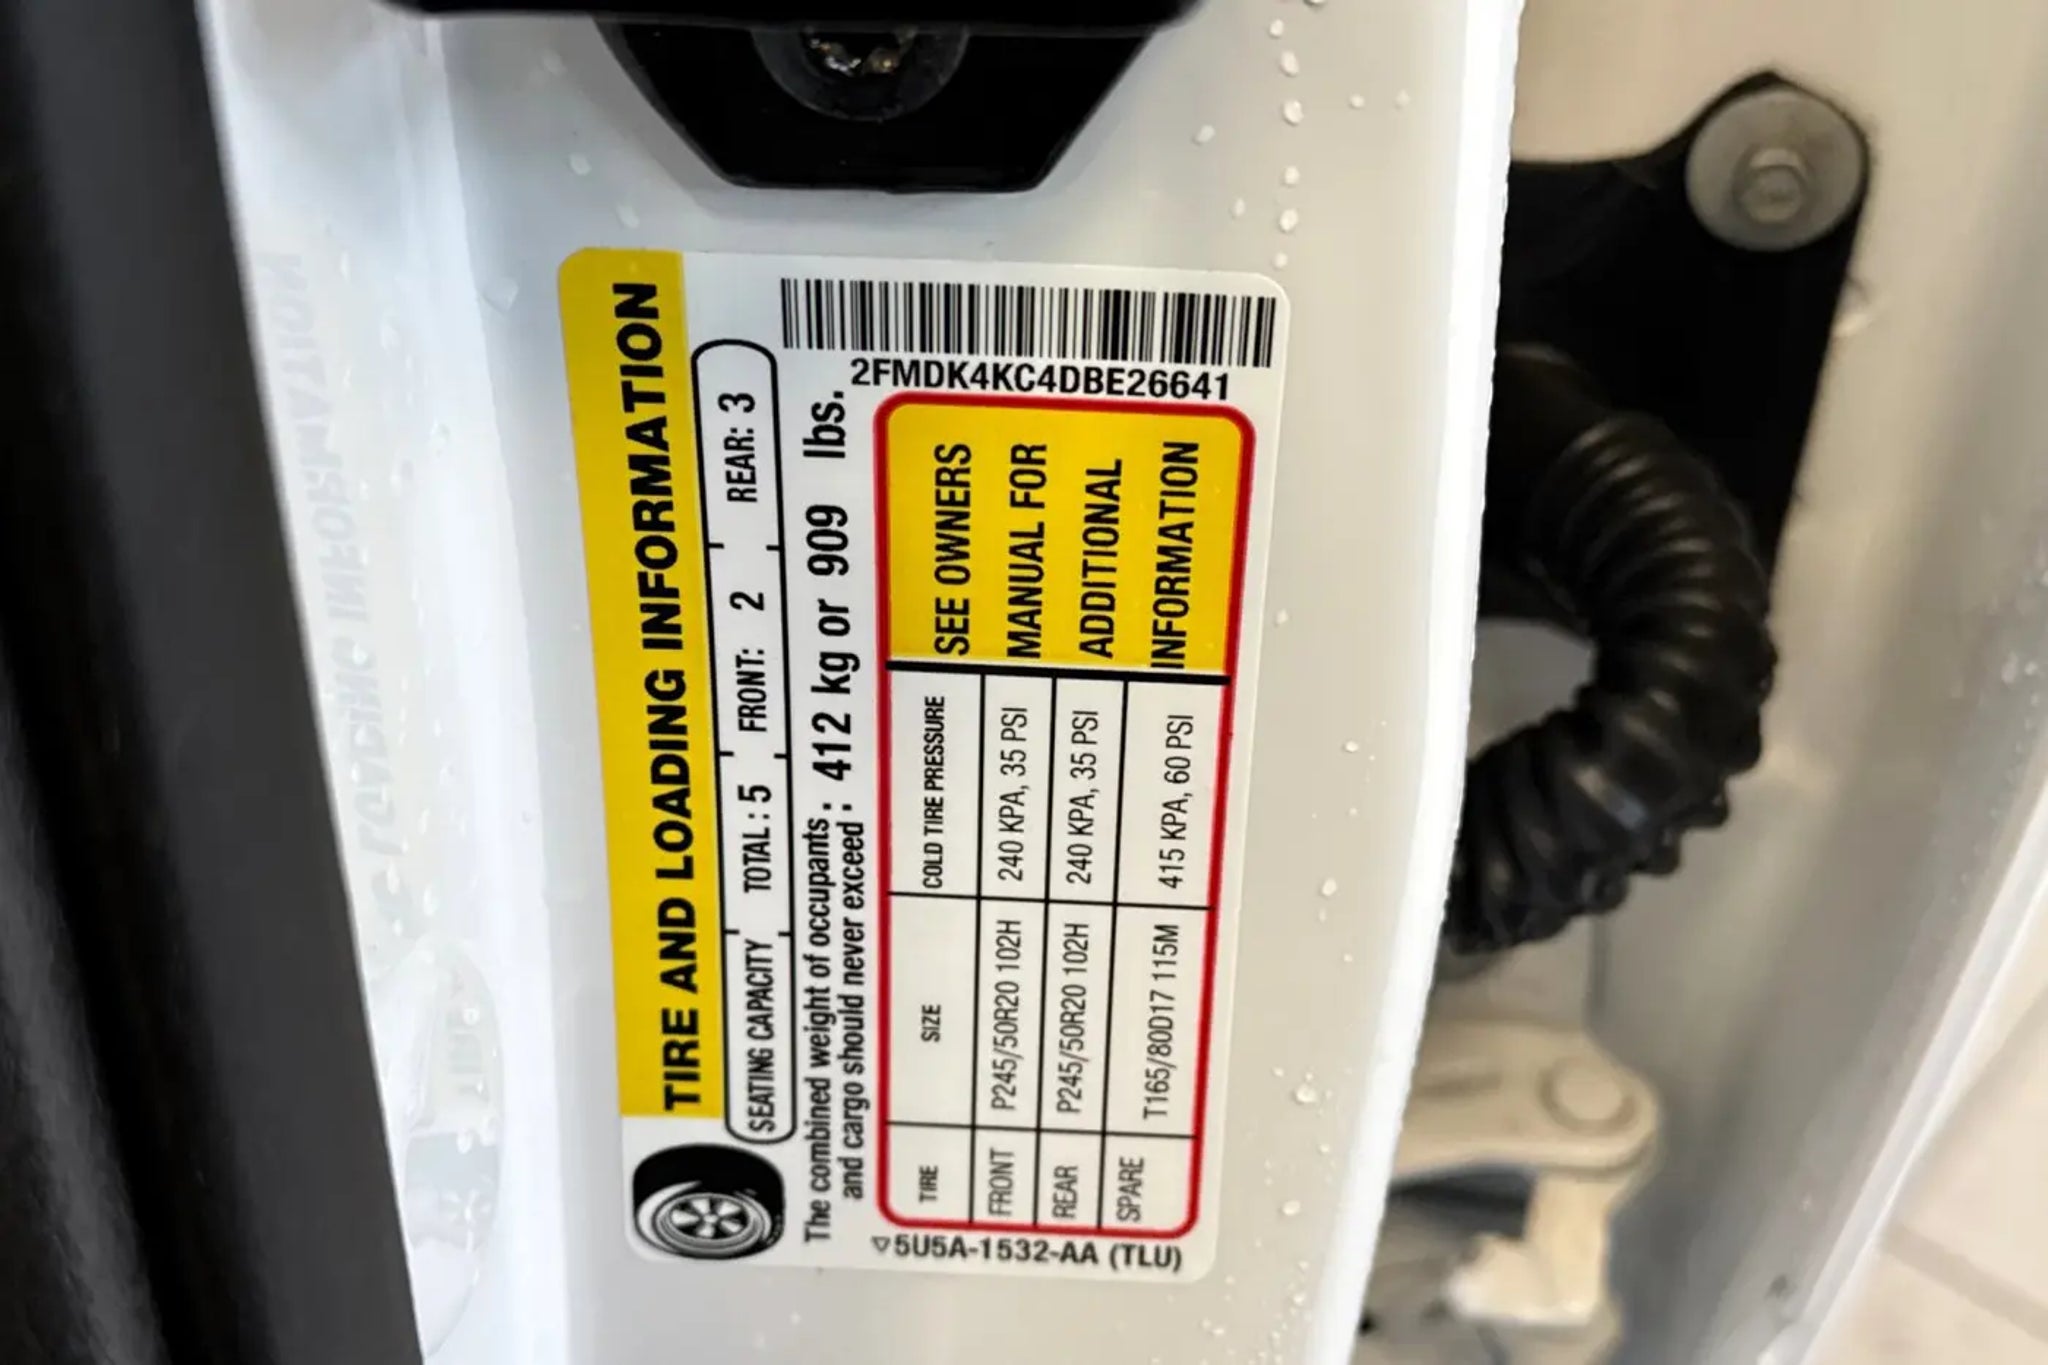 TIRE AND LOADING INFORMATION
SEATING CAPACITY TOTAL : 5 FRONT: 2 REAR: 3
The combined weight of occupants
and cargo should never exceed : 412 kg or 909 lbs.
2FMDK4KC4DBE26641
TIRE SIZE COLD TIRE PRESSURE
FRONT P245/50R20 102H 240 KPA, 35 PSI
REAR P245/50R20 102H 240 KPA, 35 PSI
SPARE T165/80D17 115M 415 KPA, 60 PSI
SEE OWNERS
MANUAL FOR
ADDITIONAL
INFORMATION
▽5U5A-1532-AA (TLU)